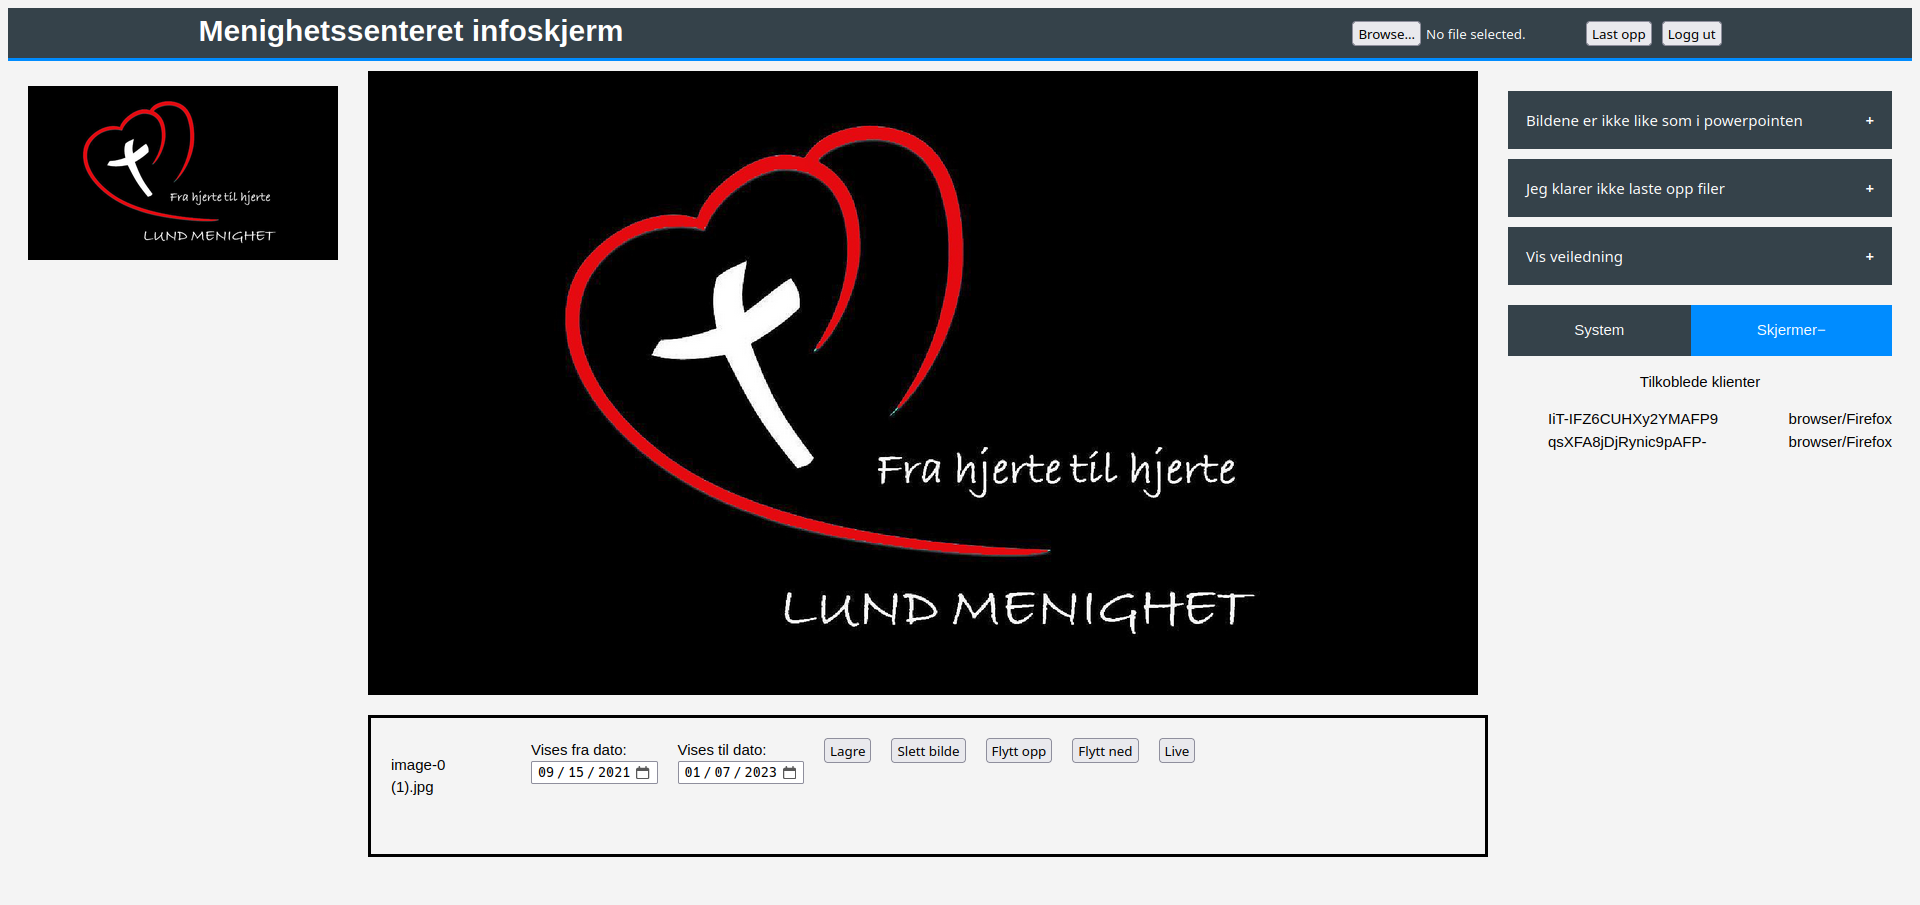 Menighetssenteret infoskjerm
Browse... No file selected. Last opp Logg ut
Fra hjerte til hjerte
LUND MENIGHET
Fra hjerte til hjerte
LUND MENIGHET
image-0 (1).jpg
Vises fra dato: Vises til dato: Lagre Slett bilde Flytt opp Flytt ned Live
09/15/2021 01/07/2023
Bildene er ikke like som i powerpointen +
Jeg klarer ikke laste opp filer +
Vis veiledning +
System Skjermer−
Tilkoblede klienter
IiT-IFZ6CUHXy2YMAFP9 browser/Firefox
qsXFA8jDjRynic9pAFP- browser/Firefox